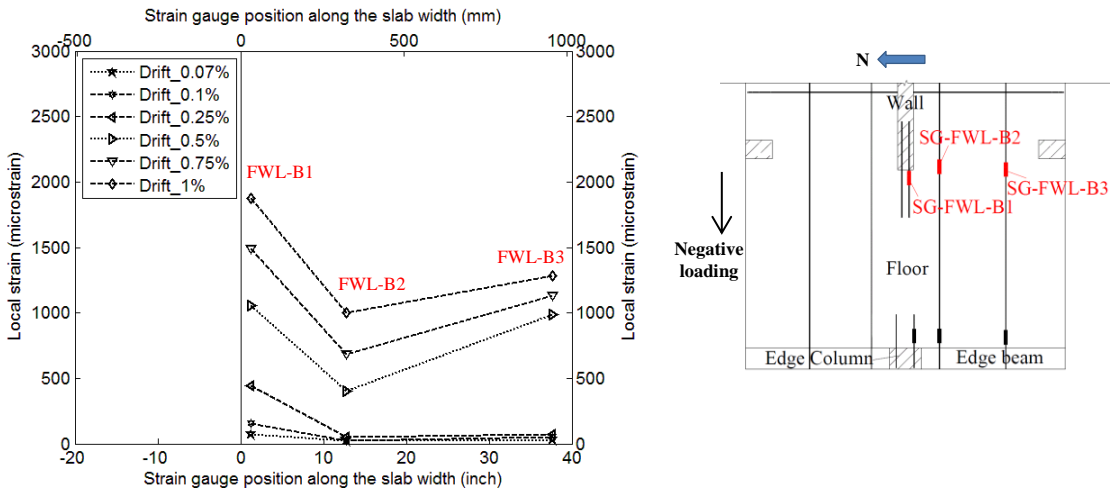 Strain gauge position along the slab width (mm)
-500 0 500 1000
3000 3000
Drift_0.07%
Drift_0.1%
Drift_0.25%
Drift_0.5%
Drift_0.75%
Drift_1%
2500 2500
2000 2000
1500 1500
1000 1000
500 500
0 0
FWL-B1
FWL-B2
FWL-B3
Local strain (microstrain)
Local strain (microstrain)
-20 -10 0 10 20 30 40
Strain gauge position along the slab width (inch)
N
Wall
SG-FWL-B2
SG-FWL-B3
SG-FWL-B1
Negative
loading
Floor
Edge Column
Edge beam